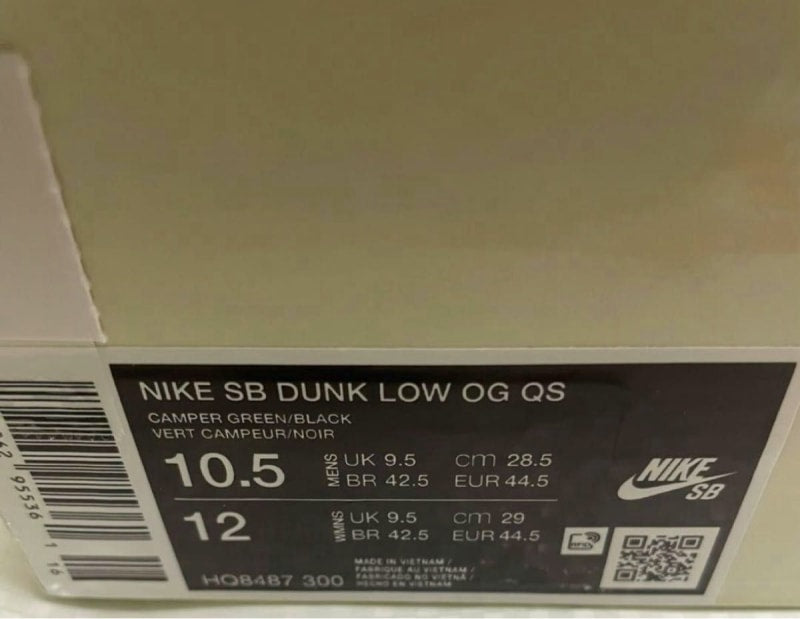 NIKE SB DUNK LOW OG QS
CAMPER GREEN/BLACK
VERT CAMPEUR/NOIR
10.5 MENS UK 9.5 cm 28.5
BR 42.5 EUR 44.5
12 WMNS UK 9.5 cm 29
BR 42.5 EUR 44.5
HQ8487 300
MADE IN VIETNAM /
FABRIQUE AU VIETNAM /
FABRICADO NO VIETNÃ /
HECHO EN VIETNAM
NIKE
SB
95536 1 16